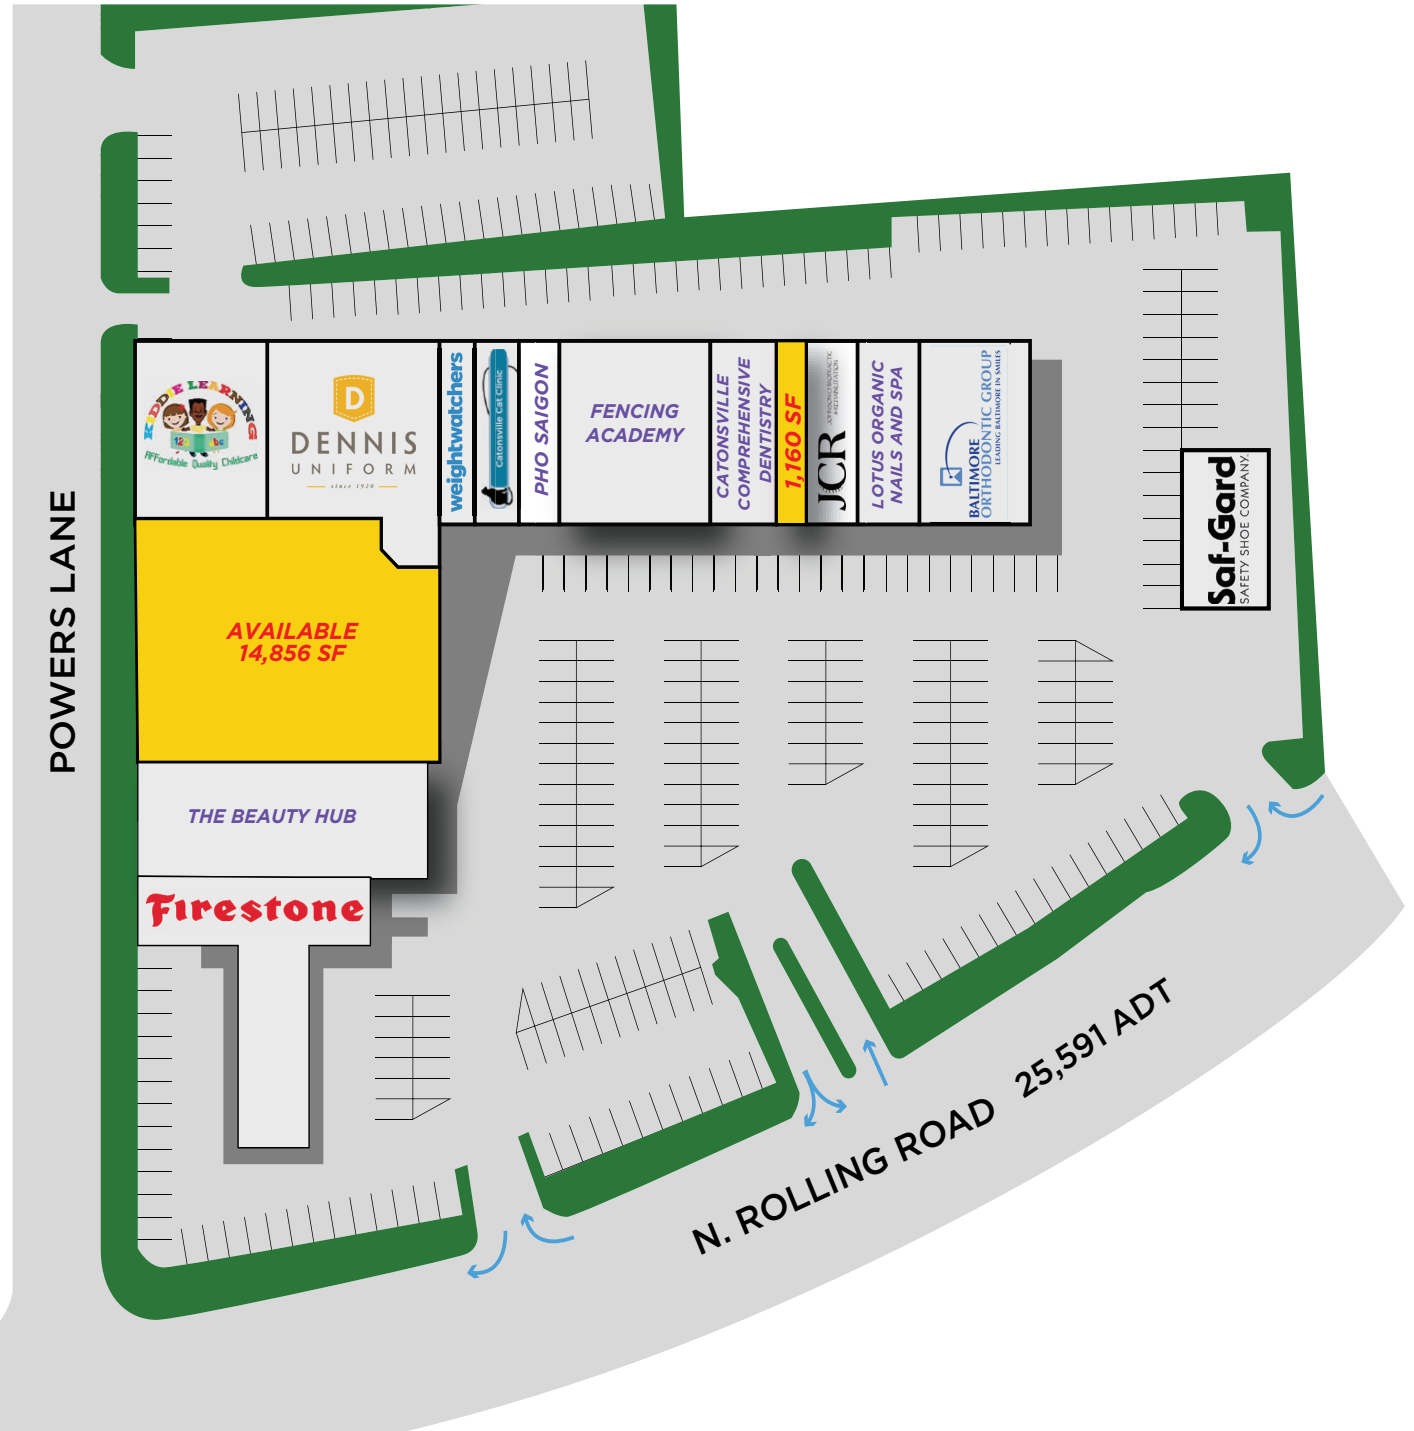 KIDDIE LEARNING
123
abc
AFFordable Quality Childcare
D
DENNIS
UNIFORM
since 1920
weightwatchers
Catonsville Cat Clinic
PHO SAIGON
FENCING
ACADEMY
CATONSVILLE
COMPREHENSIVE
DENTISTRY
1,160 SF
JCR
LOTUS ORGANIC
NAILS AND SPA
BALTIMORE
ORTHODONTIC GROUP
LEADING BALTIMORE IN SMILES
Saf-Gard
SAFETY SHOE COMPANY
POWERS LANE
AVAILABLE
14,856 SF
THE BEAUTY HUB
Firestone
N. ROLLING ROAD 25,591 ADT